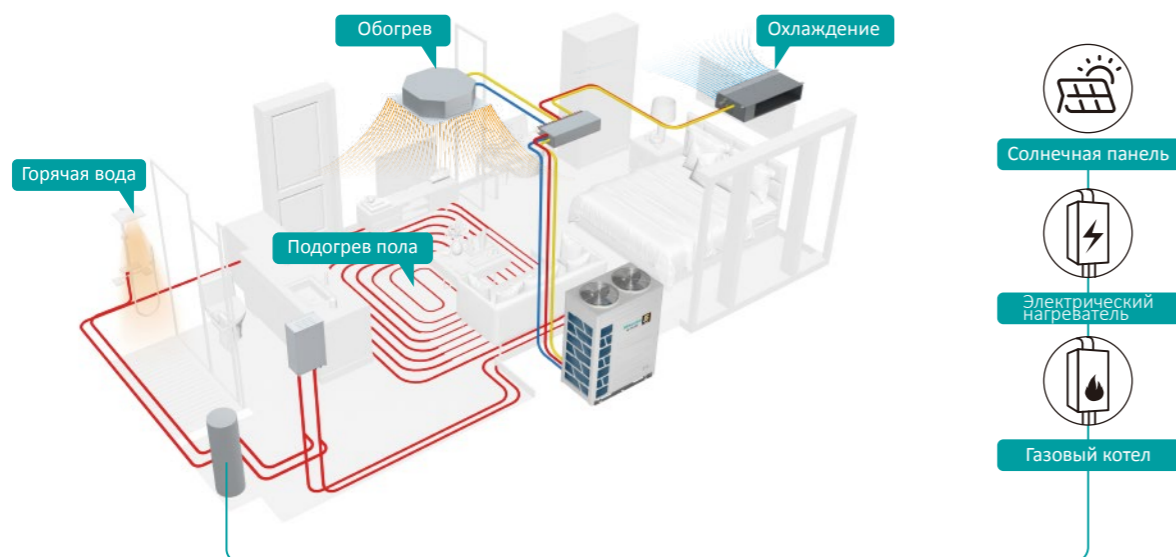 Обогрев
Охлаждение
Горячая вода
Подогрев пола
Солнечная панель
Электрический
нагреватель
Газовый котел